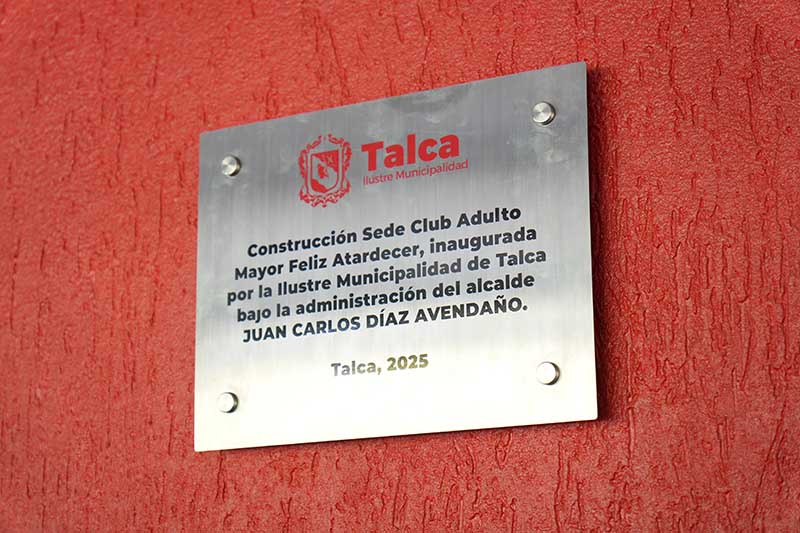 Talca
Ilustre Municipalidad
Construcción Sede Club Adulto
Mayor Feliz Atardecer, inaugurada
por la Ilustre Municipalidad de Talca
bajo la administración del alcalde
JUAN CARLOS DÍAZ AVENDAÑO.
Talca, 2025